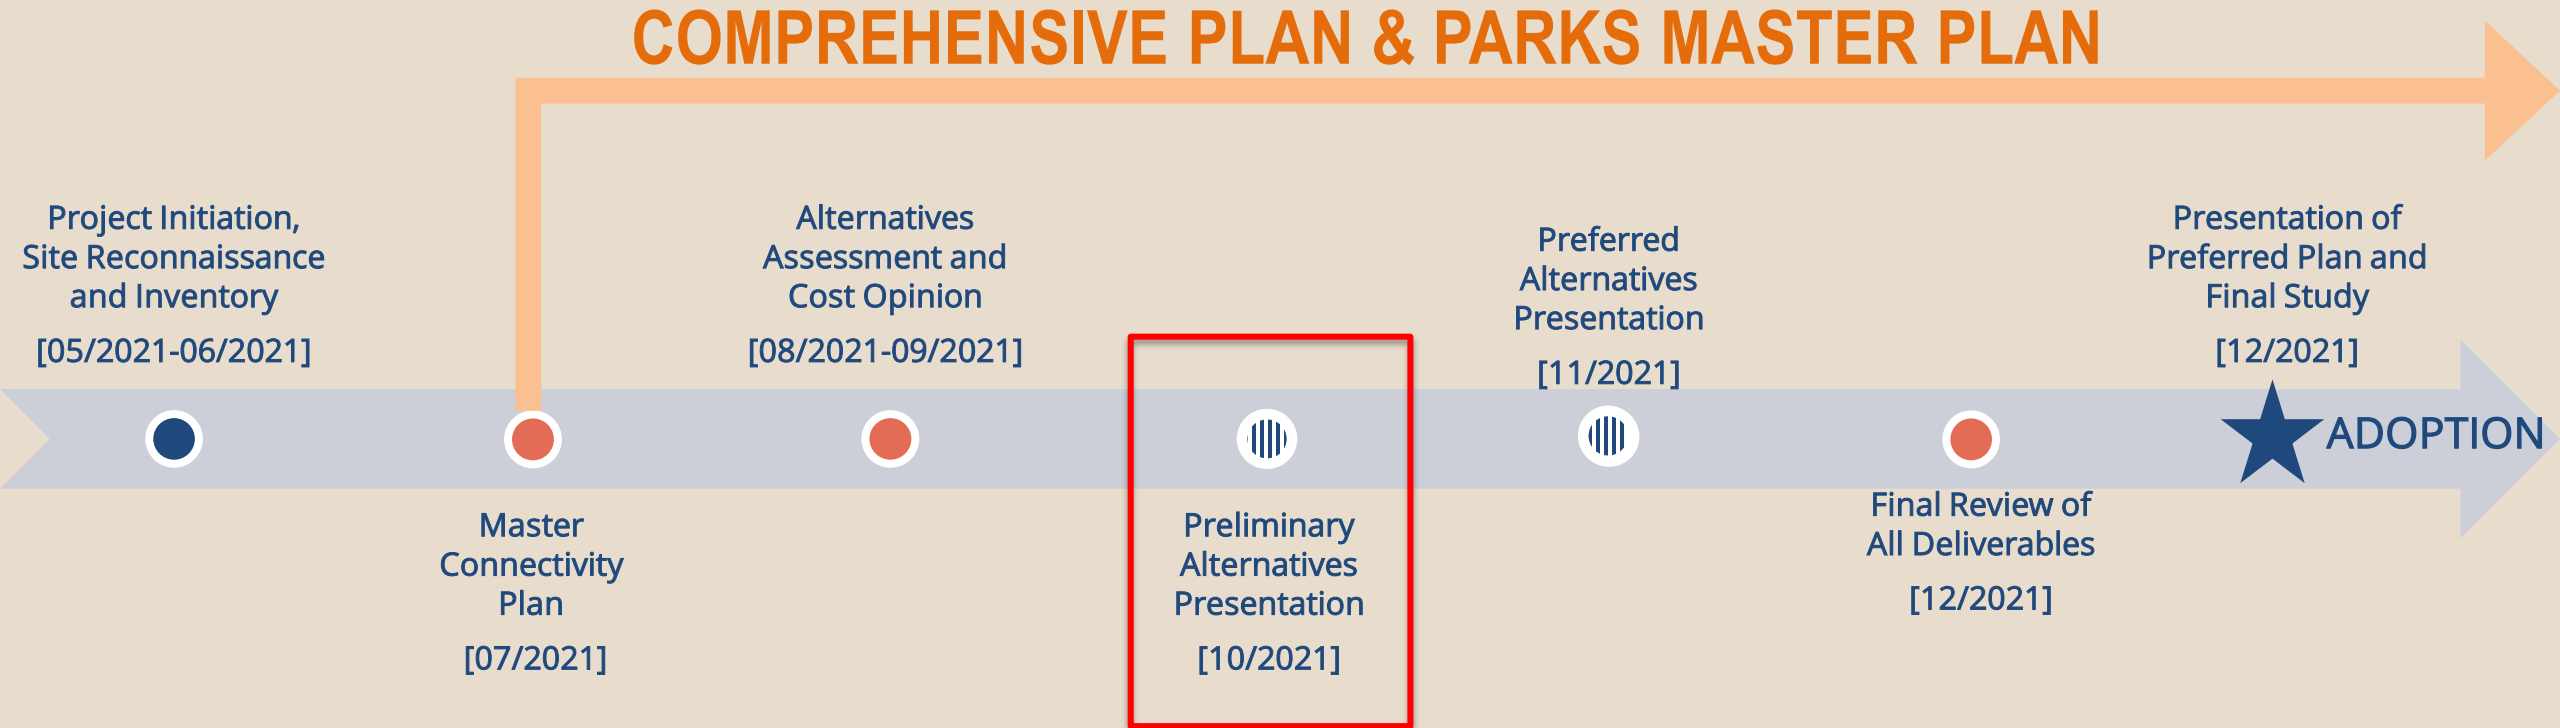 COMPREHENSIVE PLAN & PARKS MASTER PLAN
Project Initiation,
Site Reconnaissance
and Inventory
[05/2021-06/2021]
Master
Connectivity
Plan
[07/2021]
Alternatives
Assessment and
Cost Opinion
[08/2021-09/2021]
Preliminary
Alternatives
Presentation
[10/2021]
Preferred
Alternatives
Presentation
[11/2021]
Final Review of
All Deliverables
[12/2021]
Presentation of
Preferred Plan and
Final Study
[12/2021]
ADOPTION